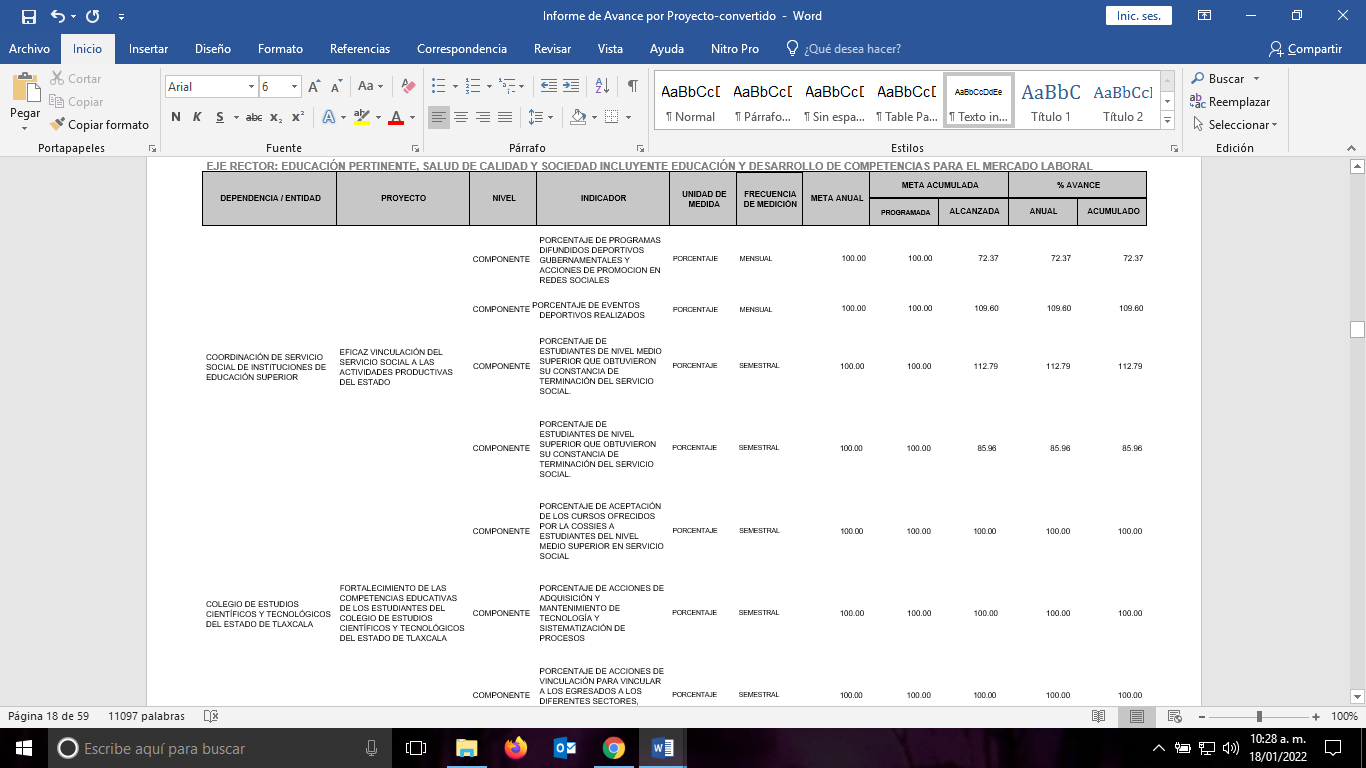 Informe de Avance por Proyecto-convertido - Word
Inic. ses.
Archivo Inicio Insertar Diseño Formato Referencias Correspondencia Revisar Vista Ayuda Nitro Pro ¿Qué desea hacer? Compartir
Pegar
Cortar
Copiar
Copiar formato
Portapapeles
Arial 6
Aa
N K S abc x₂ x²
Fuente
Párrafo
AaBbCcD AaBbCcD AaBbCcD AaBbCcD AaBbCcDdEe AaBbC AaBbCcI
¶ Normal ¶ Párrafo... ¶ Sin espa... ¶ Table Pa... ¶ Texto in... Título 1 Título 2
Estilos
Buscar
Reemplazar
Seleccionar
Edición
EJE RECTOR: EDUCACIÓN PERTINENTE, SALUD DE CALIDAD Y SOCIEDAD INCLUYENTE EDUCACIÓN Y DESARROLLO DE COMPETENCIAS PARA EL MERCADO LABORAL
DEPENDENCIA / ENTIDAD
PROYECTO
NIVEL
INDICADOR
UNIDAD DE
MEDIDA
FRECUENCIA
DE MEDICIÓN
META ANUAL
META ACUMULADA
PROGRAMADA ALCANZADA
% AVANCE
ANUAL ACUMULADO
COMPONENTE
PORCENTAJE DE PROGRAMAS
DIFUNDIDOS DEPORTIVOS
GUBERNAMENTALES Y
ACCIONES DE PROMOCION EN
REDES SOCIALES
PORCENTAJE MENSUAL 100.00 100.00 72.37 72.37 72.37
COMPONENTE
PORCENTAJE DE EVENTOS
DEPORTIVOS REALIZADOS
PORCENTAJE MENSUAL 100.00 100.00 109.60 109.60 109.60
COORDINACIÓN DE SERVICIO
SOCIAL DE INSTITUCIONES DE
EDUCACIÓN SUPERIOR
EFICAZ VINCULACIÓN DEL
SERVICIO SOCIAL A LAS
ACTIVIDADES PRODUCTIVAS
DEL ESTADO
COMPONENTE
PORCENTAJE DE
ESTUDIANTES DE NIVEL MEDIO
SUPERIOR QUE OBTUVIERON
SU CONSTANCIA DE
TERMINACIÓN DEL SERVICIO
SOCIAL.
PORCENTAJE SEMESTRAL 100.00 100.00 112.79 112.79 112.79
COMPONENTE
PORCENTAJE DE
ESTUDIANTES DE NIVEL
SUPERIOR QUE OBTUVIERON
SU CONSTANCIA DE
TERMINACIÓN DEL SERVICIO
SOCIAL.
PORCENTAJE SEMESTRAL 100.00 100.00 85.96 85.96 85.96
COMPONENTE
PORCENTAJE DE ACEPTACIÓN
DE LOS CURSOS OFRECIDOS
POR LA COSSIES A
ESTUDIANTES DEL NIVEL
MEDIO SUPERIOR EN SERVICIO
SOCIAL
PORCENTAJE SEMESTRAL 100.00 100.00 100.00 100.00 100.00
COLEGIO DE ESTUDIOS
CIENTÍFICOS Y TECNOLÓGICOS
DEL ESTADO DE TLAXCALA
FORTALECIMIENTO DE LAS
COMPETENCIAS EDUCATIVAS
DE LOS ESTUDIANTES DEL
COLEGIO DE ESTUDIOS
CIENTÍFICOS Y TECNOLÓGICOS
DEL ESTADO DE TLAXCALA
COMPONENTE
PORCENTAJE DE ACCIONES DE
ADQUISICIÓN Y
MANTENIMIENTO DE
TECNOLOGÍA Y
SISTEMATIZACIÓN DE
PROCESOS
PORCENTAJE SEMESTRAL 100.00 100.00 100.00 100.00 100.00
COMPONENTE
PORCENTAJE DE ACCIONES DE
VINCULACIÓN PARA VINCULAR
A LOS EGRESADOS A LOS
DIFERENTES SECTORES,
PORCENTAJE SEMESTRAL 100.00 100.00 100.00 100.00 100.00
Página 18 de 59 11097 palabras 100%
Escribe aquí para buscar
10:28 a. m.
18/01/2022